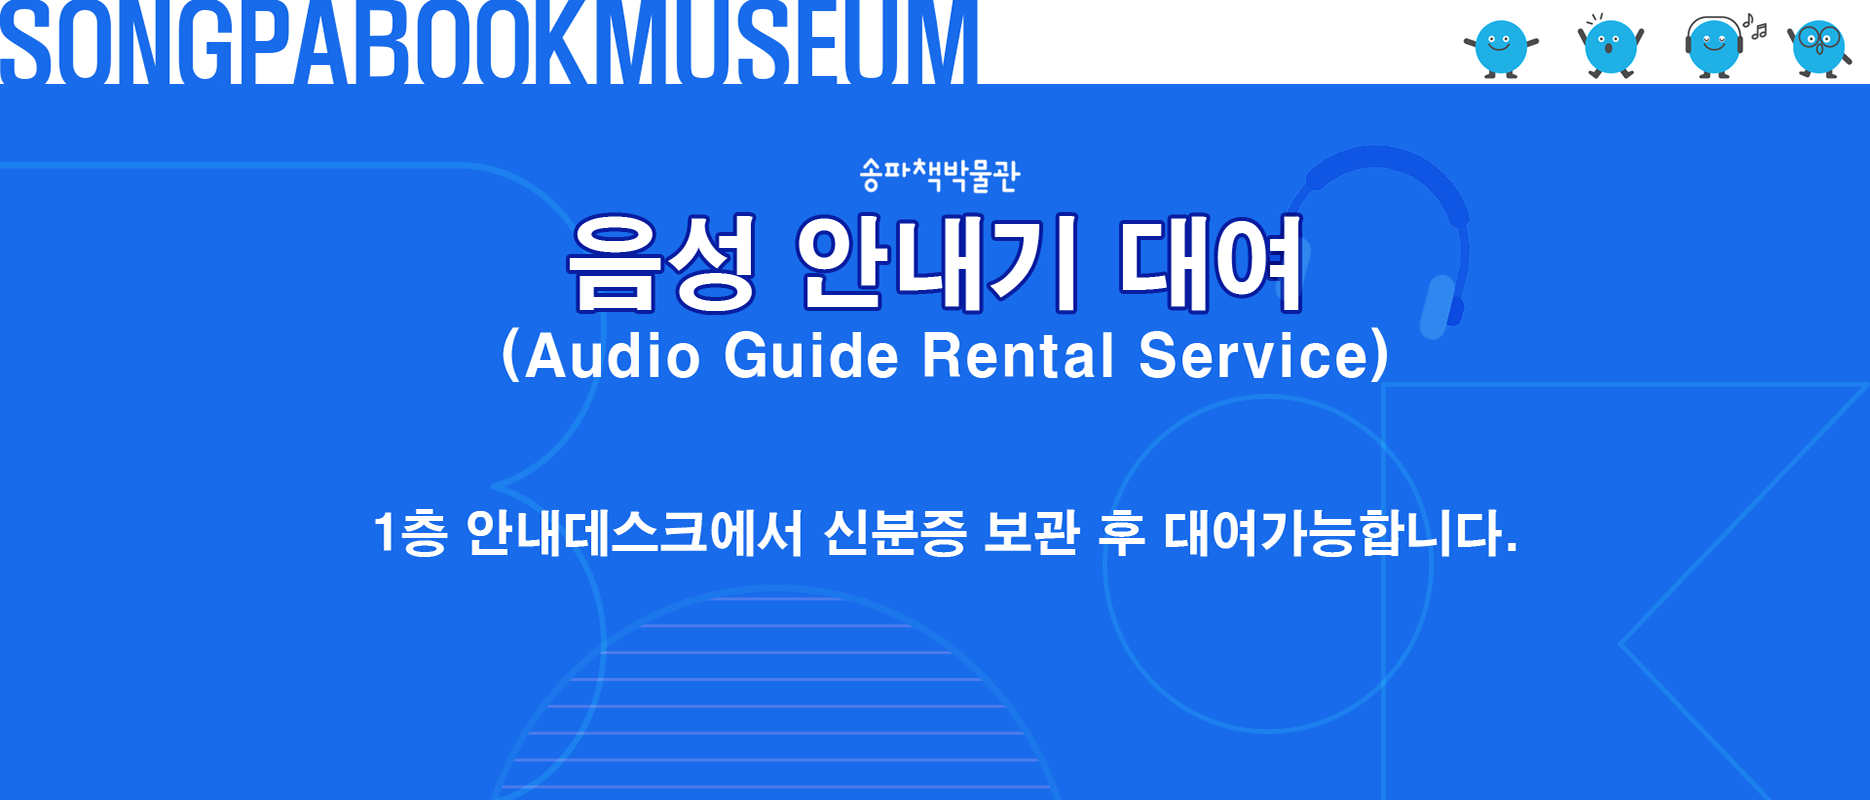 SONGPABOOKMUSEUM
송파책박물관
음성 안내기 대여
(Audio Guide Rental Service)
1층 안내데스크에서 신분증 보관 후 대여가능합니다.